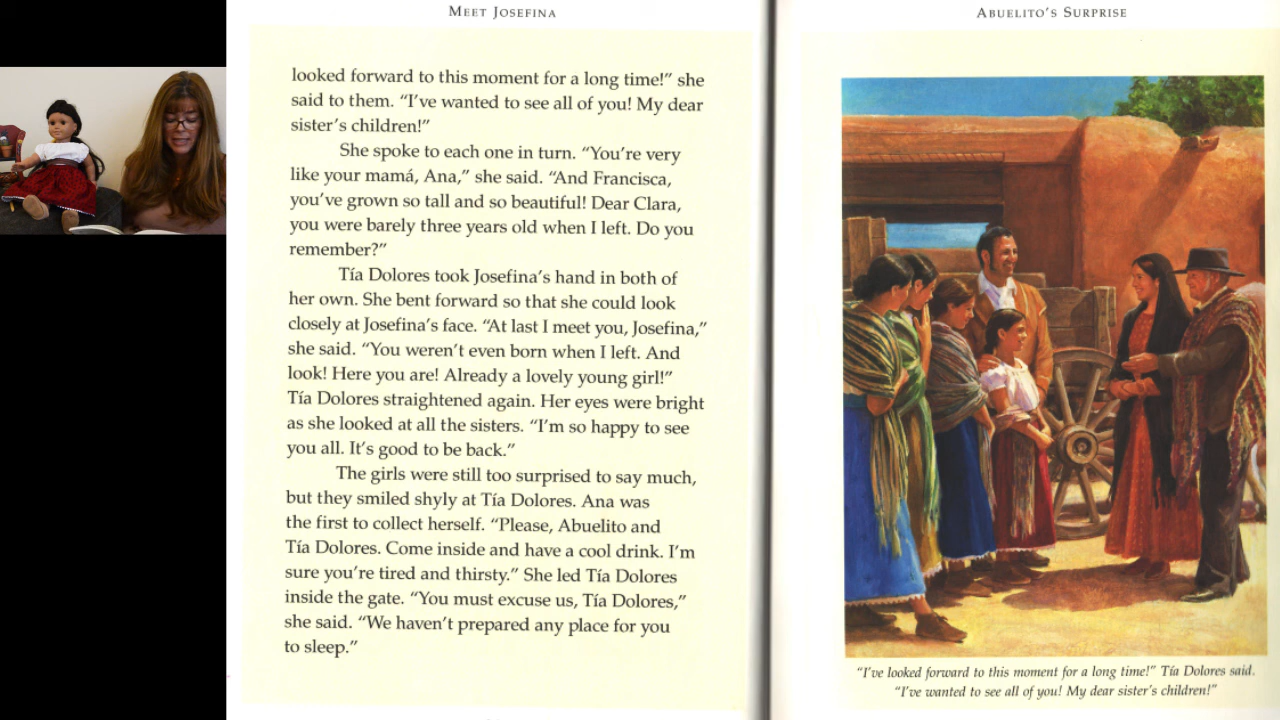 MEET JOSEFINA
looked forward to this moment for a long time!” she
said to them. “I’ve wanted to see all of you! My dear
sister’s children!”
She spoke to each one in turn. “You’re very
like your mamá, Ana,” she said. “And Francisca,
you’ve grown so tall and so beautiful! Dear Clara,
you were barely three years old when I left. Do you
remember?”
Tía Dolores took Josefina’s hand in both of
her own. She bent forward so that she could look
closely at Josefina’s face. “At last I meet you, Josefina,”
she said. “You weren’t even born when I left. And
look! Here you are! Already a lovely young girl!”
Tía Dolores straightened again. Her eyes were bright
as she looked at all the sisters. “I’m so happy to see
you all. It’s good to be back.”
The girls were still too surprised to say much,
but they smiled shyly at Tía Dolores. Ana was
the first to collect herself. “Please, Abuelito and
Tía Dolores. Come inside and have a cool drink. I’m
sure you’re tired and thirsty.” She led Tía Dolores
inside the gate. “You must excuse us, Tía Dolores,”
she said. “We haven’t prepared any place for you
to sleep.”
ABUELITO’S SURPRISE
“I’ve looked forward to this moment for a long time!” Tía Dolores said.
“I’ve wanted to see all of you! My dear sister’s children!”